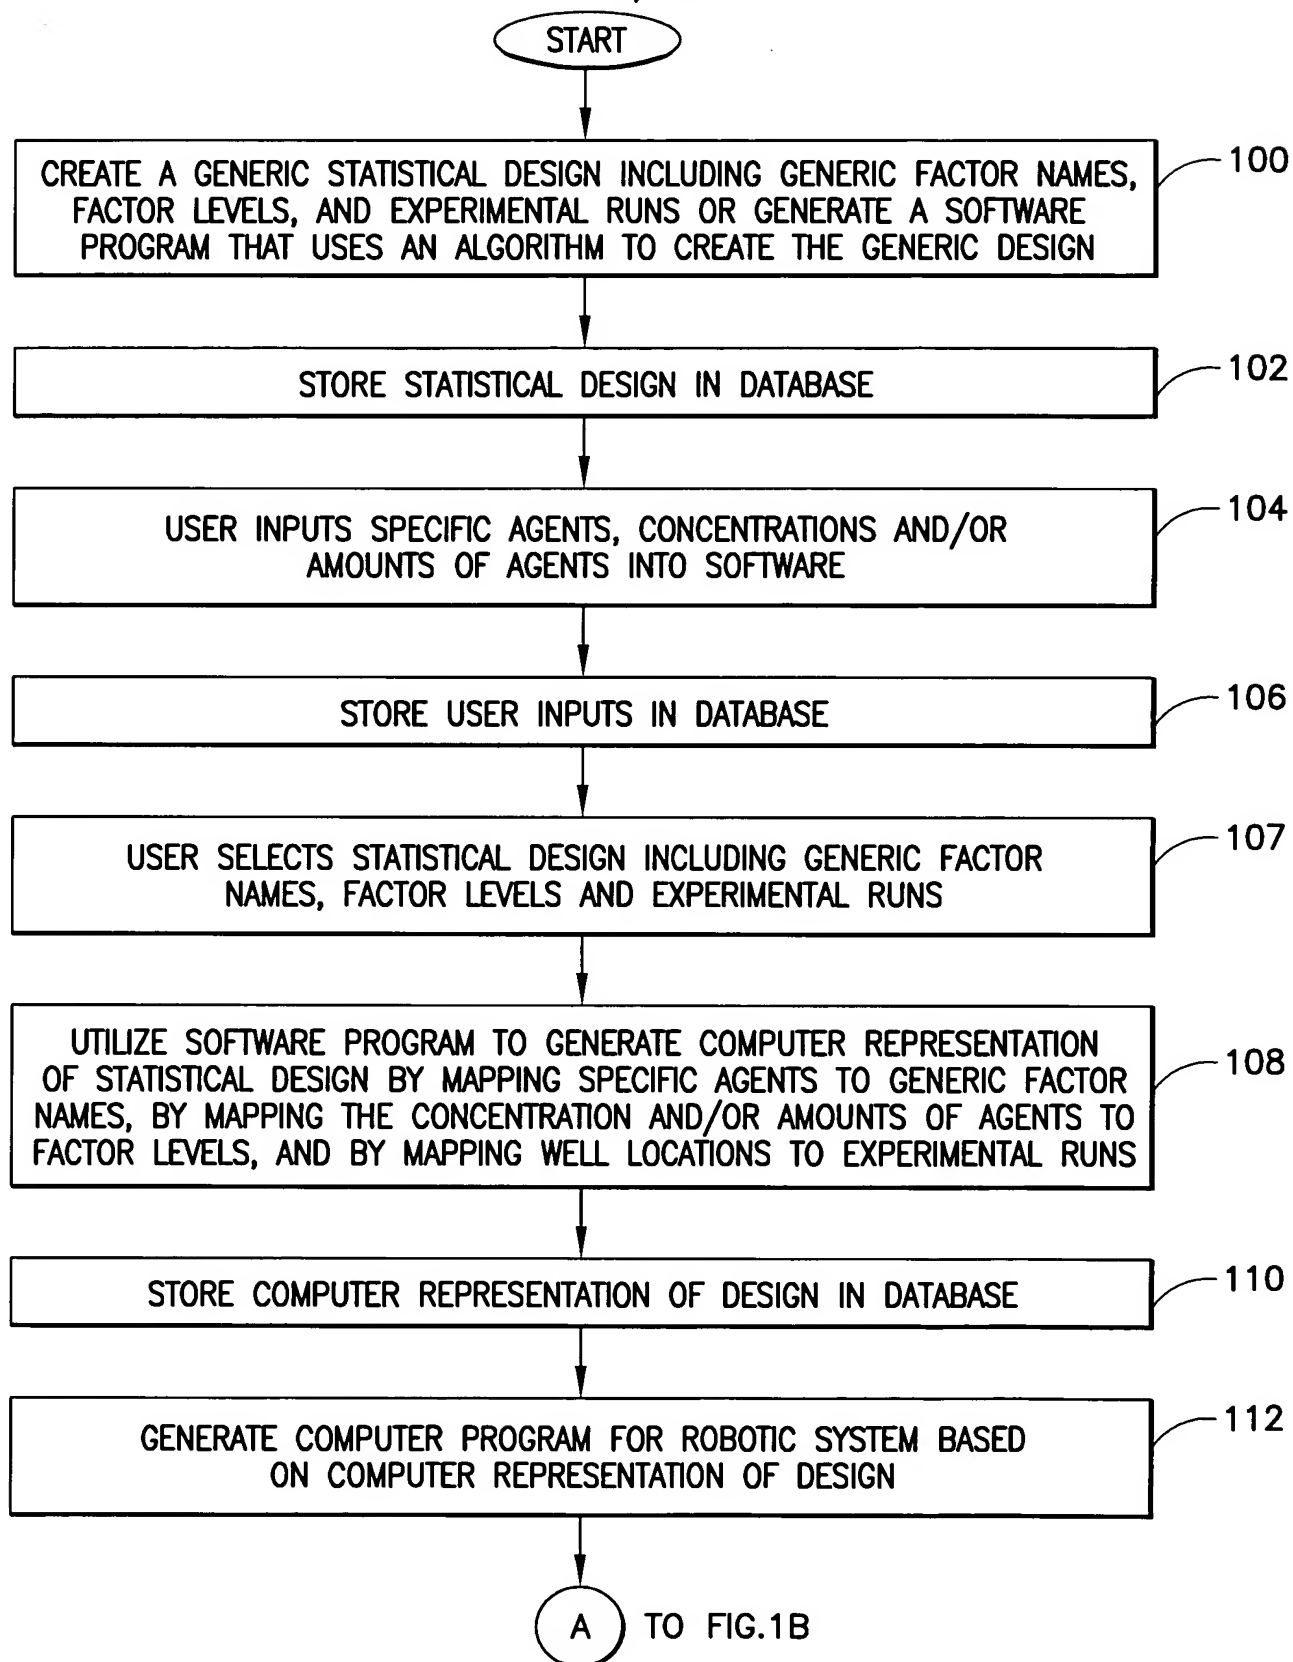 START
CREATE A GENERIC STATISTICAL DESIGN INCLUDING GENERIC FACTOR NAMES,
FACTOR LEVELS, AND EXPERIMENTAL RUNS OR GENERATE A SOFTWARE
PROGRAM THAT USES AN ALGORITHM TO CREATE THE GENERIC DESIGN
100
STORE STATISTICAL DESIGN IN DATABASE
102
USER INPUTS SPECIFIC AGENTS, CONCENTRATIONS AND/OR
AMOUNTS OF AGENTS INTO SOFTWARE
104
STORE USER INPUTS IN DATABASE
106
USER SELECTS STATISTICAL DESIGN INCLUDING GENERIC FACTOR
NAMES, FACTOR LEVELS AND EXPERIMENTAL RUNS
107
UTILIZE SOFTWARE PROGRAM TO GENERATE COMPUTER REPRESENTATION
OF STATISTICAL DESIGN BY MAPPING SPECIFIC AGENTS TO GENERIC FACTOR
NAMES, BY MAPPING THE CONCENTRATION AND/OR AMOUNTS OF AGENTS TO
FACTOR LEVELS, AND BY MAPPING WELL LOCATIONS TO EXPERIMENTAL RUNS
108
STORE COMPUTER REPRESENTATION OF DESIGN IN DATABASE
110
GENERATE COMPUTER PROGRAM FOR ROBOTIC SYSTEM BASED
ON COMPUTER REPRESENTATION OF DESIGN
112
A TO FIG.1B